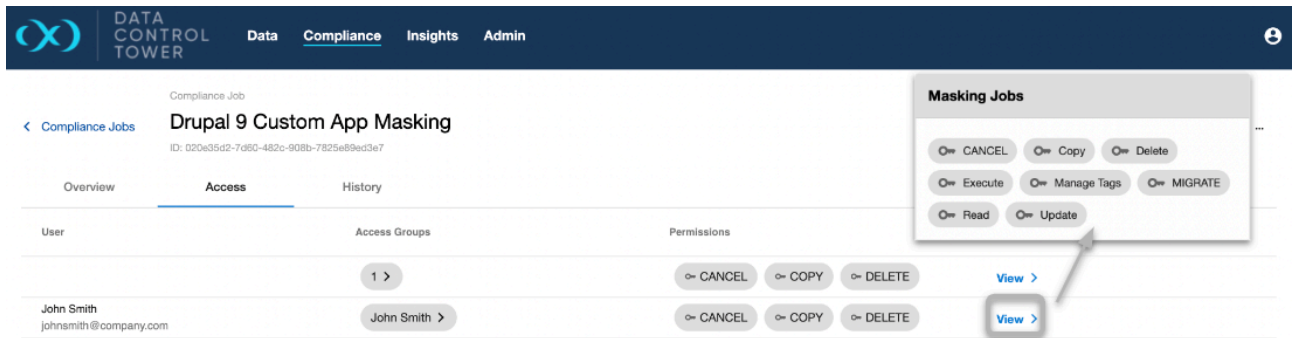 DATA
CONTROL
TOWER
Data Compliance Insights Admin
Compliance Job
Compliance Jobs
Drupal 9 Custom App Masking
ID: 020e35d2-7d60-482c-908b-7825e89ed3e7
Masking Jobs
CANCEL Copy Delete
Execute Manage Tags MIGRATE
Read Update
...
Overview Access History
User Access Groups Permissions
1 CANCEL COPY DELETE View
John Smith
johnsmith@company.com
John Smith CANCEL COPY DELETE View